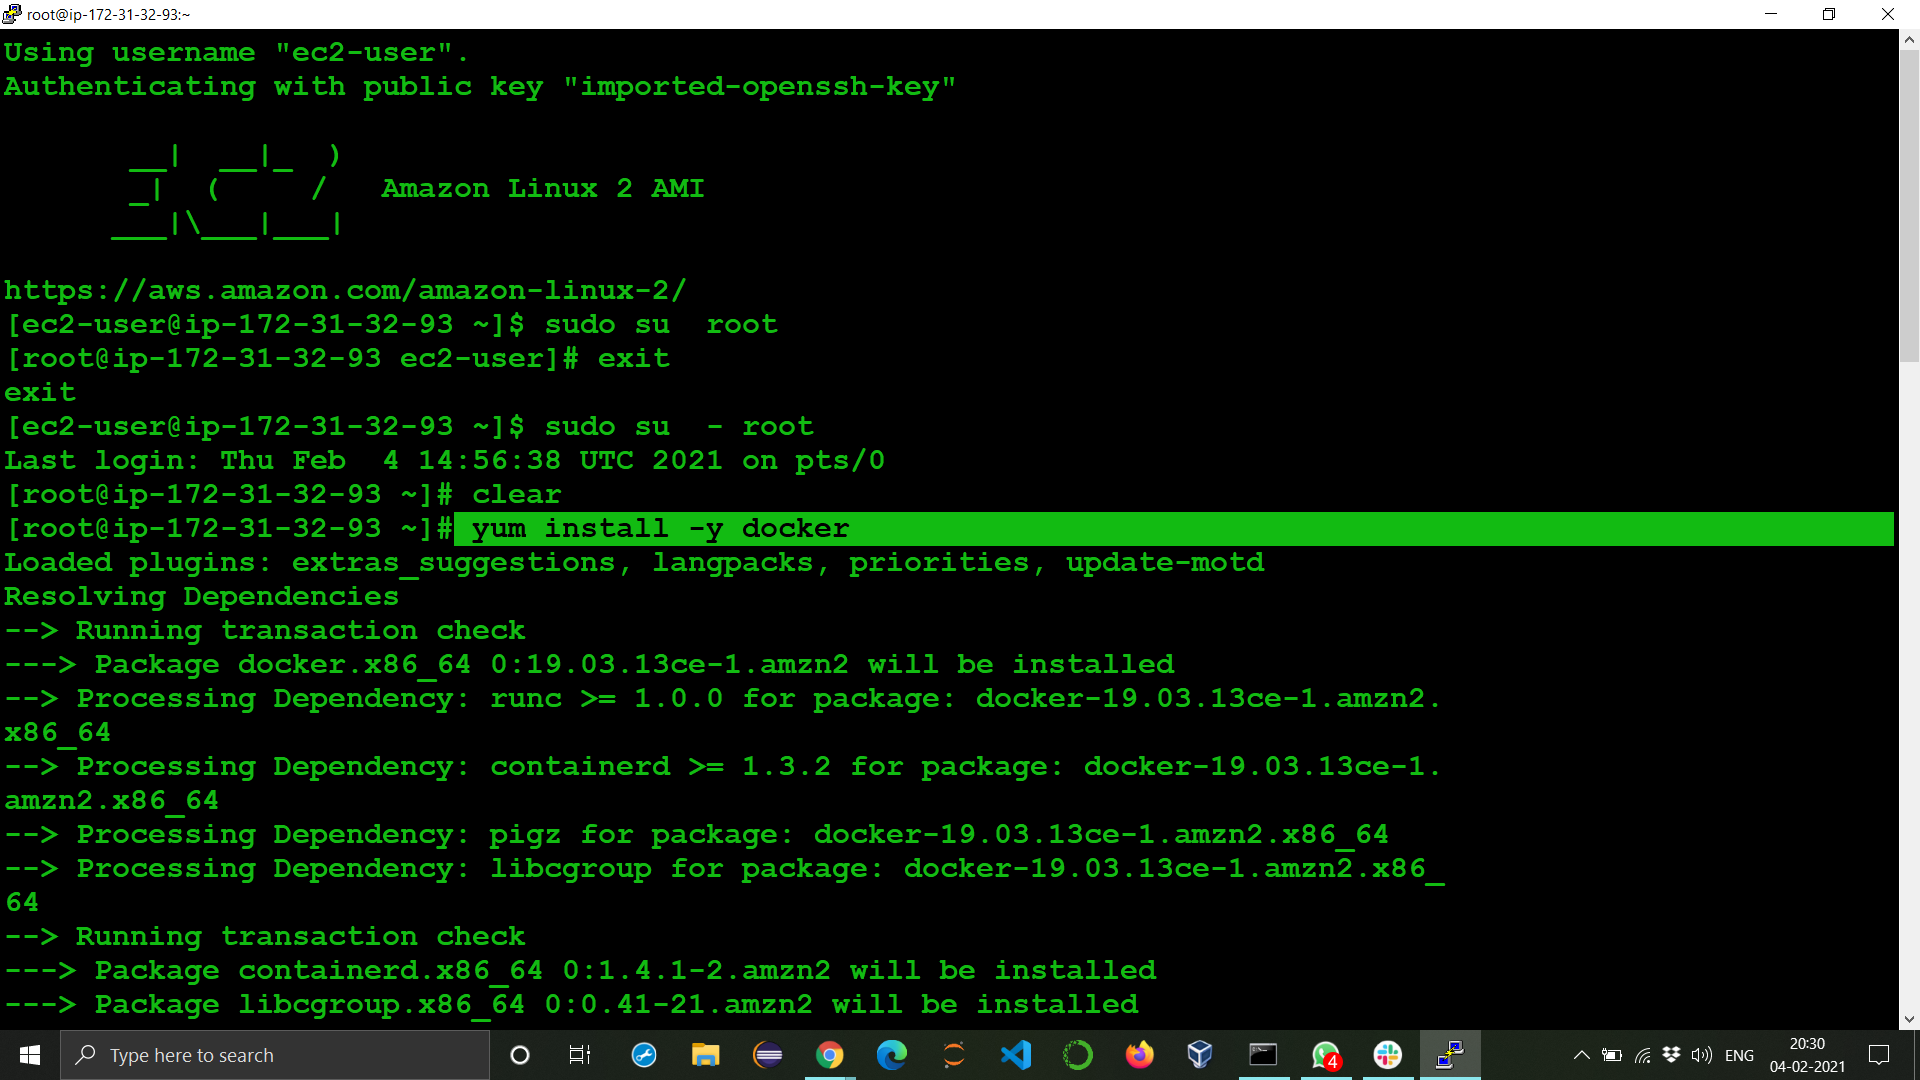 root@ip-172-31-32-93:~
Using username "ec2-user".
Authenticating with public key "imported-openssh-key"
__|  __|_  )
_|  (     /   Amazon Linux 2 AMI
___|\___|___|
https://aws.amazon.com/amazon-linux-2/
[ec2-user@ip-172-31-32-93 ~]$ sudo su  root
[root@ip-172-31-32-93 ec2-user]# exit
exit
[ec2-user@ip-172-31-32-93 ~]$ sudo su  - root
Last login: Thu Feb  4 14:56:38 UTC 2021 on pts/0
[root@ip-172-31-32-93 ~]# clear
[root@ip-172-31-32-93 ~]# yum install -y docker
Loaded plugins: extras_suggestions, langpacks, priorities, update-motd
Resolving Dependencies
--> Running transaction check
---> Package docker.x86_64 0:19.03.13ce-1.amzn2 will be installed
--> Processing Dependency: runc >= 1.0.0 for package: docker-19.03.13ce-1.amzn2.
x86_64
--> Processing Dependency: containerd >= 1.3.2 for package: docker-19.03.13ce-1.
amzn2.x86_64
--> Processing Dependency: pigz for package: docker-19.03.13ce-1.amzn2.x86_64
--> Processing Dependency: libcgroup for package: docker-19.03.13ce-1.amzn2.x86_
64
--> Running transaction check
---> Package containerd.x86_64 0:1.4.1-2.amzn2 will be installed
---> Package libcgroup.x86_64 0:0.41-21.amzn2 will be installed
Type here to search
4
ENG
20:30
04-02-2021